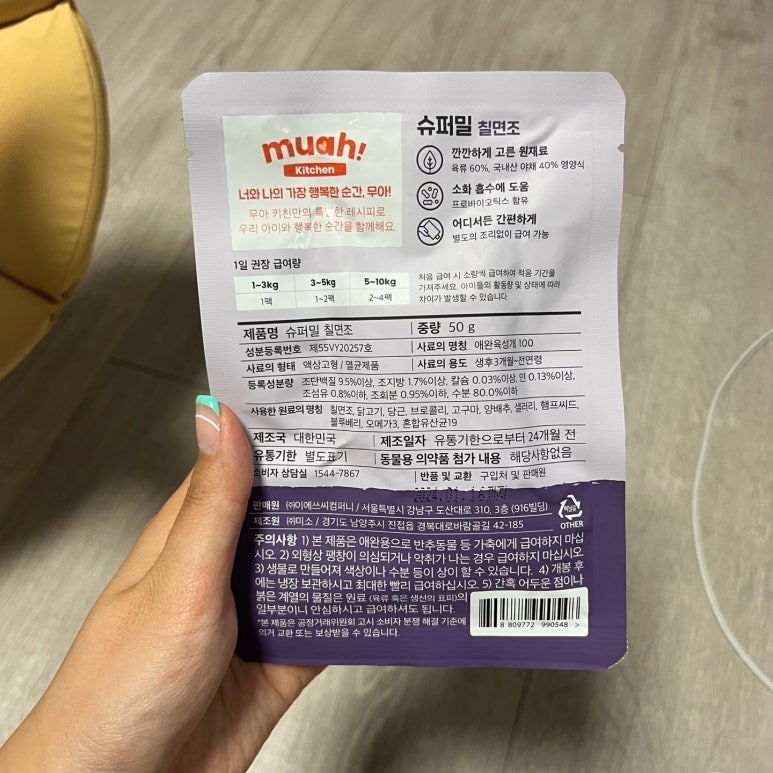 muah!
Kitchen
너와 나의 가장 행복한 순간, 무아!
무아 키친만의 특별한 레시피로
우리 아이와 행복한 순간을 함께해요.
슈퍼밀 칠면조
깐깐하게 고른 원재료
육류 60%, 국내산 야채 40% 영양식
소화 흡수에 도움
프로바이오틱스 함유
어디서든 간편하게
별도의 조리없이 급여 가능
1일 권장 급여량
1~3kg 3~5kg 5~10kg
1팩 1~2팩 2~4팩
처음 급여 시 소량씩 급여하여 적응 기간을
가져주세요. 아이들의 활동량 및 상태에 따라
차이가 발생할 수 있습니다.
제품명 슈퍼밀 칠면조 중량 50 g
성분등록번호 제55VY20257호 사료의 명칭 애완육성개 100
사료의 형태 액상고형 / 멸균제품 사료의 용도 생후3개월~전연령
등록성분량 조단백질 9.5%이상, 조지방 1.7%이상, 칼슘 0.03%이상, 인 0.13%이상,
조섬유 0.8%이하, 조회분 0.95%이하, 수분 80.0%이하
사용한 원료의 명칭 칠면조, 닭고기, 당근, 브로콜리, 고구마, 양배추, 샐러리, 햄프씨드,
블루베리, 오메가3, 혼합유산균19
제조국 대한민국 제조일자 유통기한으로부터 24개월 전
유통기한 별도표기 동물용 의약품 첨가 내용 해당사항없음
소비자 상담실 1544-7867 반품 및 교환 구입처 및 판매원
2024.01.16까지
판매원 ㈜이에쓰씨컴퍼니 / 서울특별시 강남구 도산대로 310, 3층 (916빌딩)
제조원 ㈜미소 / 경기도 남양주시 진접읍 경복대로바람골길 42-185
OTHER
주의사항 1) 본 제품은 애완용으로 반추동물 등 가축에게 급여하지 마십
시오. 2) 외형상 팽창이 의심되거나 악취가 나는 경우 급여하지 마십시오.
3) 생물로 만들어져 색상이나 수분 등이 상이 할 수 있습니다. 4) 개봉 후
에는 냉장 보관하시고 최대한 빨리 급여하십시오. 5) 간혹 어두운 점이나
붉은 계열의 물질은 원료 (육류 혹은 생선의 표피)의
일부분이니 안심하시고 급여하셔도 됩니다.
*본 제품은 공정거래위원회 고시 소비자 분쟁 해결 기준에
의거 교환 또는 보상받을 수 있습니다.
8 809772 990548 >